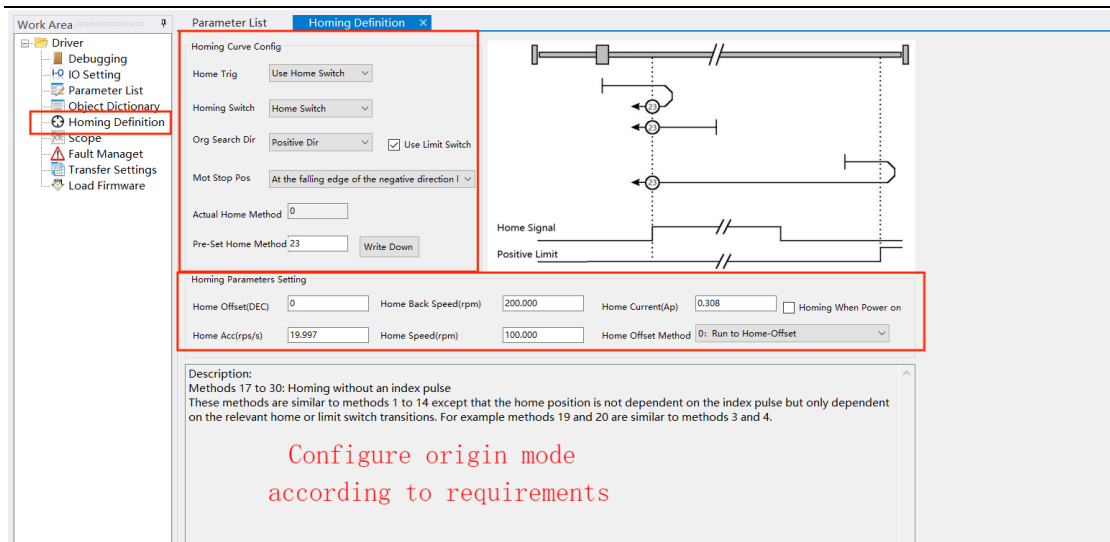 Work Area
Parameter List
Homing Definition ×
Driver
Debugging
I-O IO Setting
Parameter List
Object Dictionary
Homing Definition
Scope
Fault Managet
Transfer Settings
Load Firmware
Homing Curve Config
Home Trig Use Home Switch
Homing Switch Home Switch
Org Search Dir Positive Dir Use Limit Switch
Mot Stop Pos At the falling edge of the negative direction l
Actual Home Method 0
Pre-Set Home Method 23 Write Down
23
23
23
Home Signal
Positive Limit
Homing Parameters Setting
Home Offset(DEC) 0 Home Back Speed(rpm) 200.000 Home Current(Ap) 0.308 Homing When Power on
Home Acc(rps/s) 19.997 Home Speed(rpm) 100.000 Home Offset Method 0: Run to Home-Offset
Description:
Methods 17 to 30: Homing without an index pulse
These methods are similar to methods 1 to 14 except that the home position is not dependent on the index pulse but only dependent
on the relevant home or limit switch transitions. For example methods 19 and 20 are similar to methods 3 and 4.
Configure origin mode
according to requirements